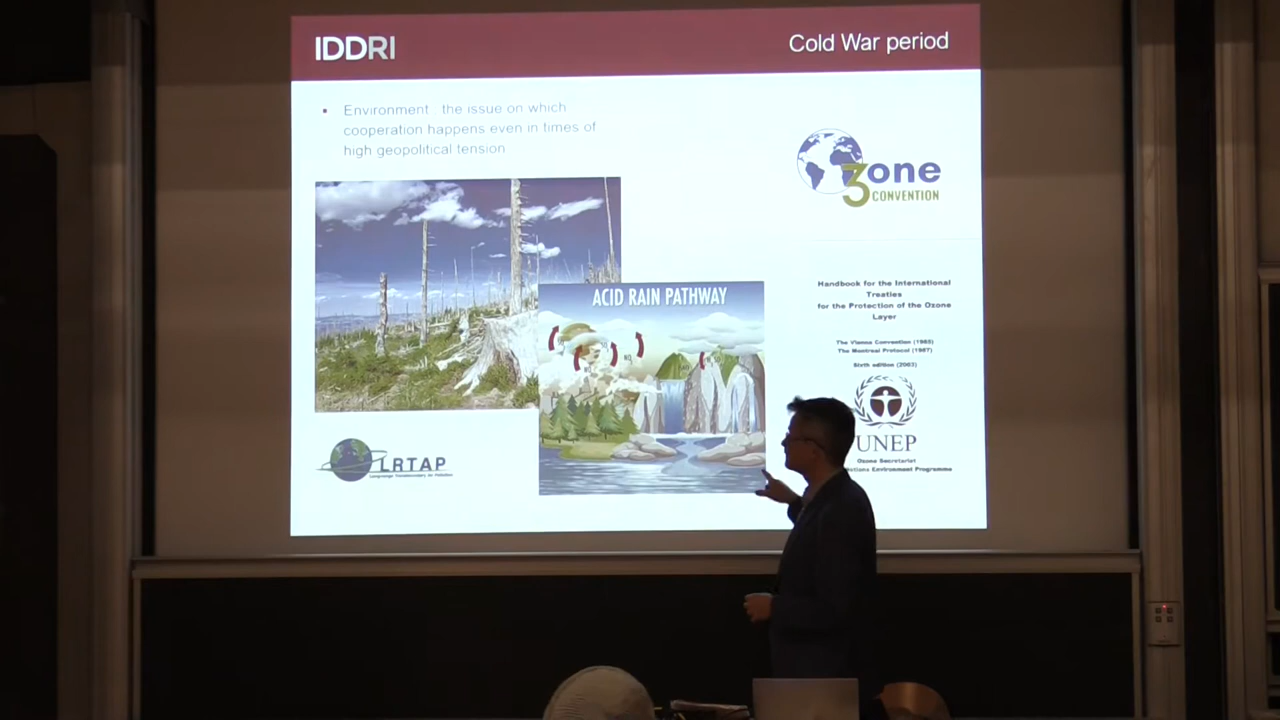 IDDRI
Cold War period
Environment : the issue on which
cooperation happens even in times of
high geopolitical tension
3one
CONVENTION
ACID RAIN PATHWAY
Handbook for the International
Treaties
for the Protection of the Ozone
Layer
The Vienna Convention (1985)
The Montreal Protocol (1987)
Sixth edition (2003)
UNEP
Ozone Secretariat
Nations Environment Programme
LRTAP